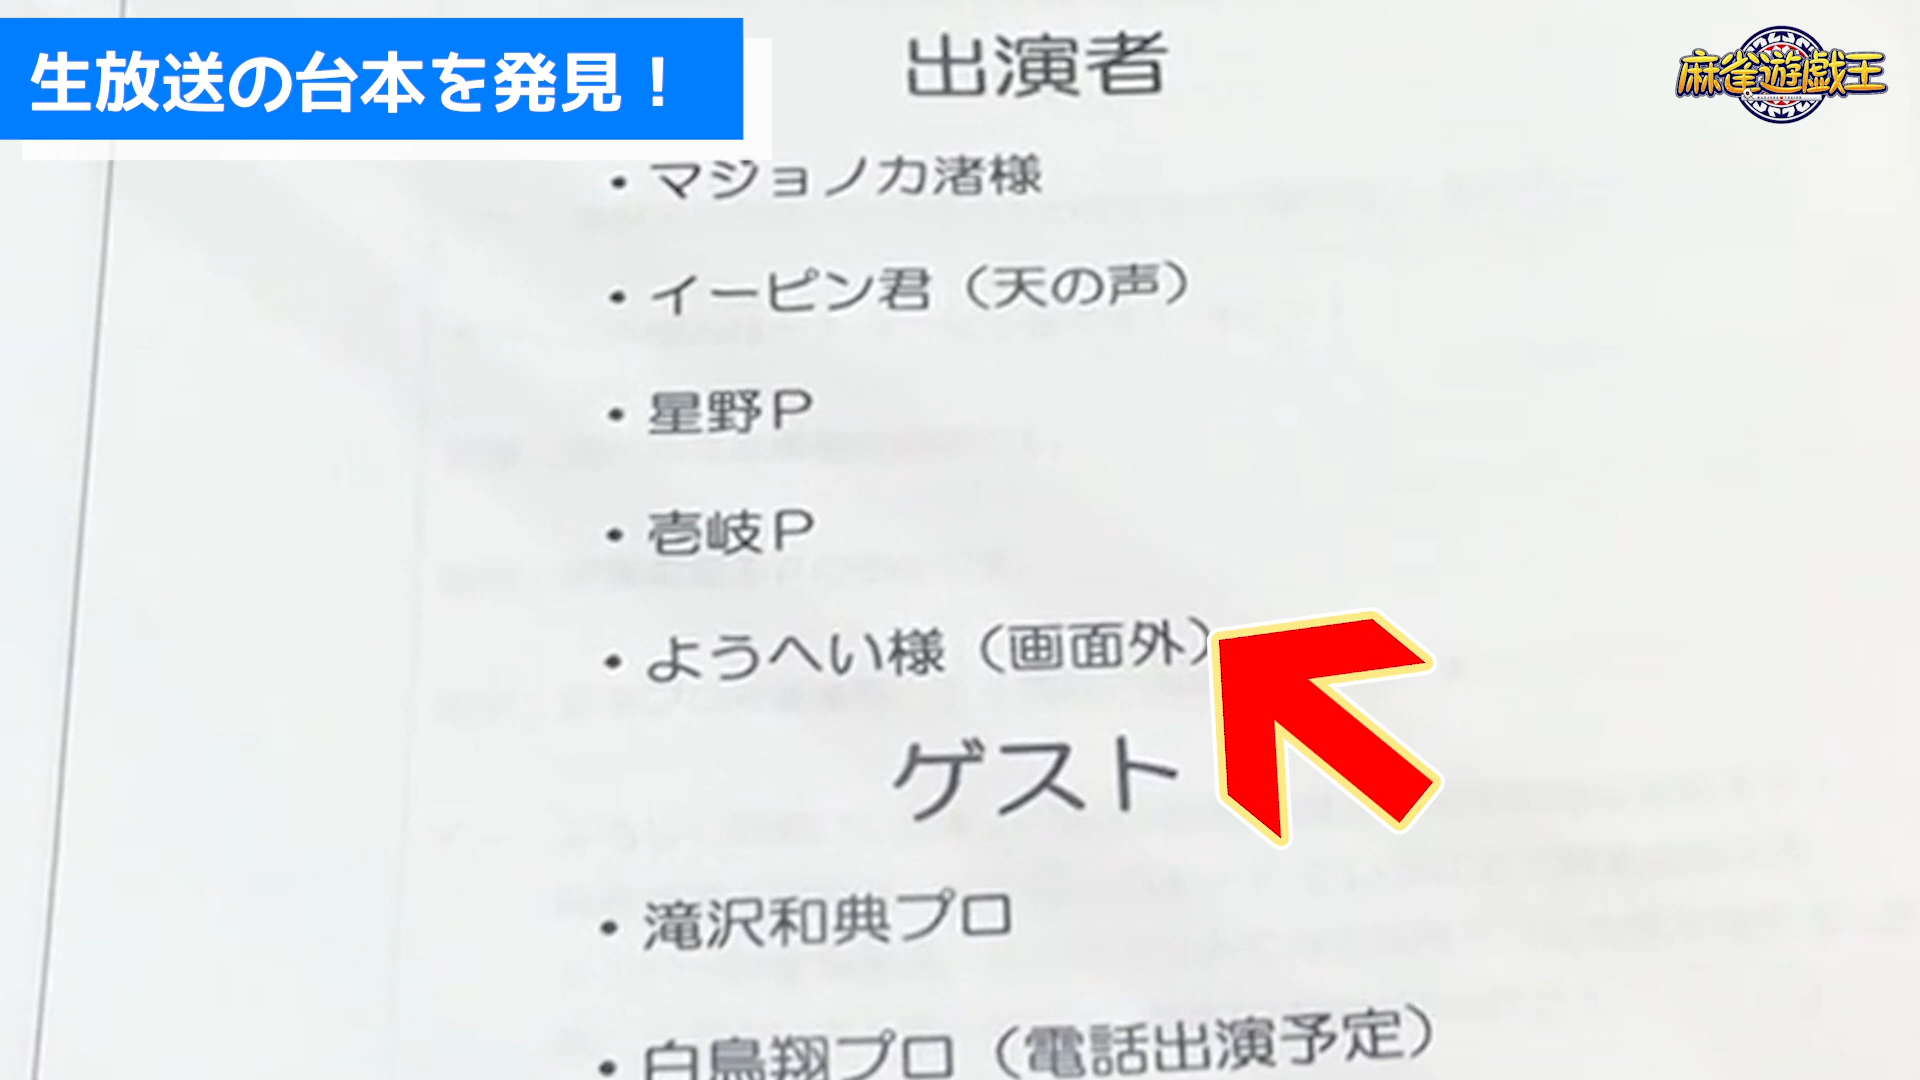 生放送の台本を発見！
麻雀遊戯王
出演者
・マジョノカ渚様
・イーピン君（天の声）
・星野P
・壱岐P
・ようへい様（画面外）
ゲスト
・滝沢和典プロ
・白鳥翔プロ（電話出演予定）